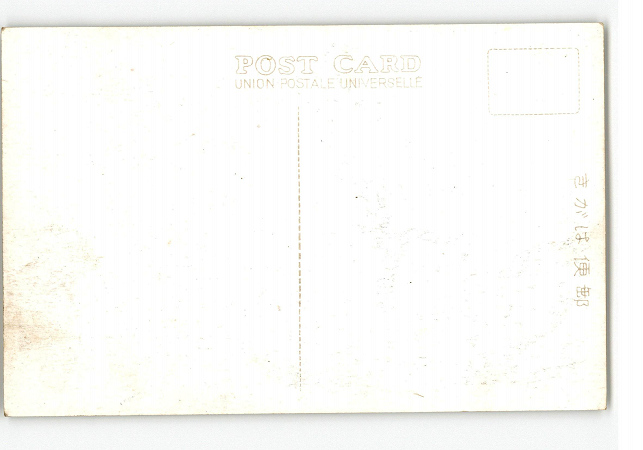 POST CARD
UNION POSTALE UNIVERSELLE
きがは便郵